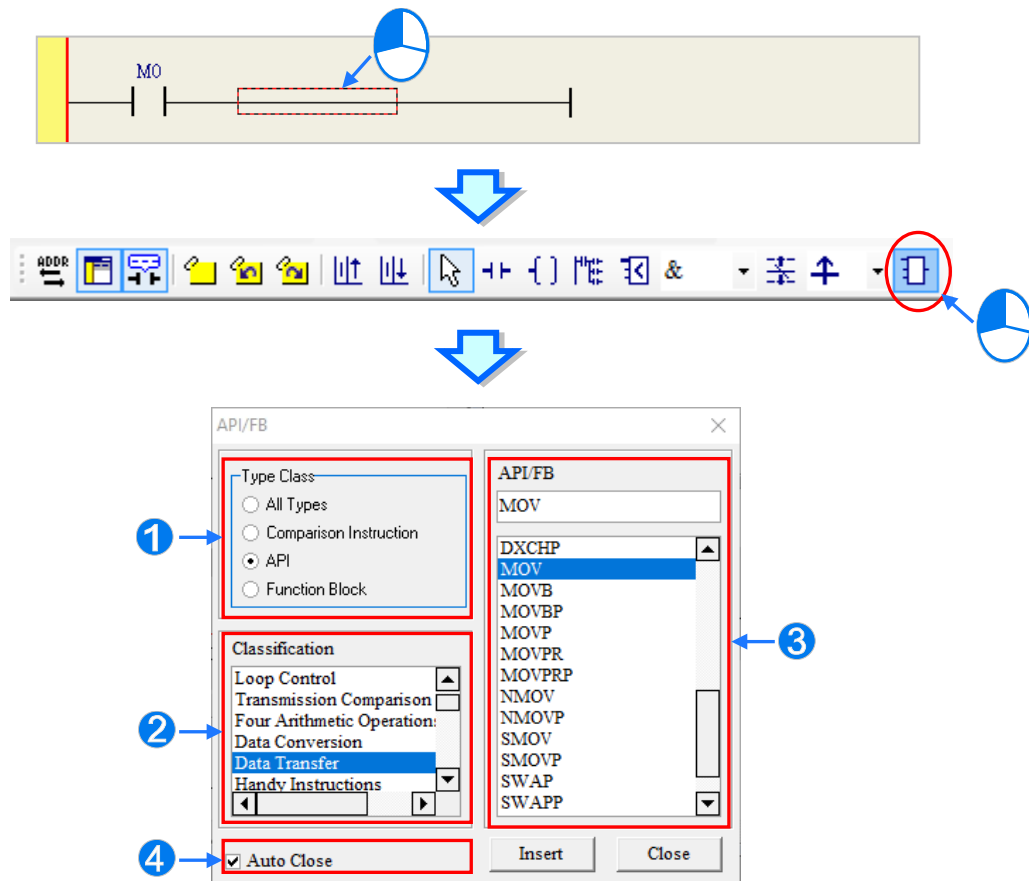 M0
ADDR
&
API/FB
Type Class
All Types
Comparison Instruction
API
Function Block
1
Classification
Loop Control
Transmission Comparison
Four Arithmetic Operation
Data Conversion
Data Transfer
Handy Instructions
2
Auto Close
4
API/FB
MOV
DXCHP
MOV
MOVB
MOVBP
MOVP
MOVPR
MOVPRP
NMOV
NMOVP
SMOV
SMOVP
SWAP
SWAPP
3
Insert
Close